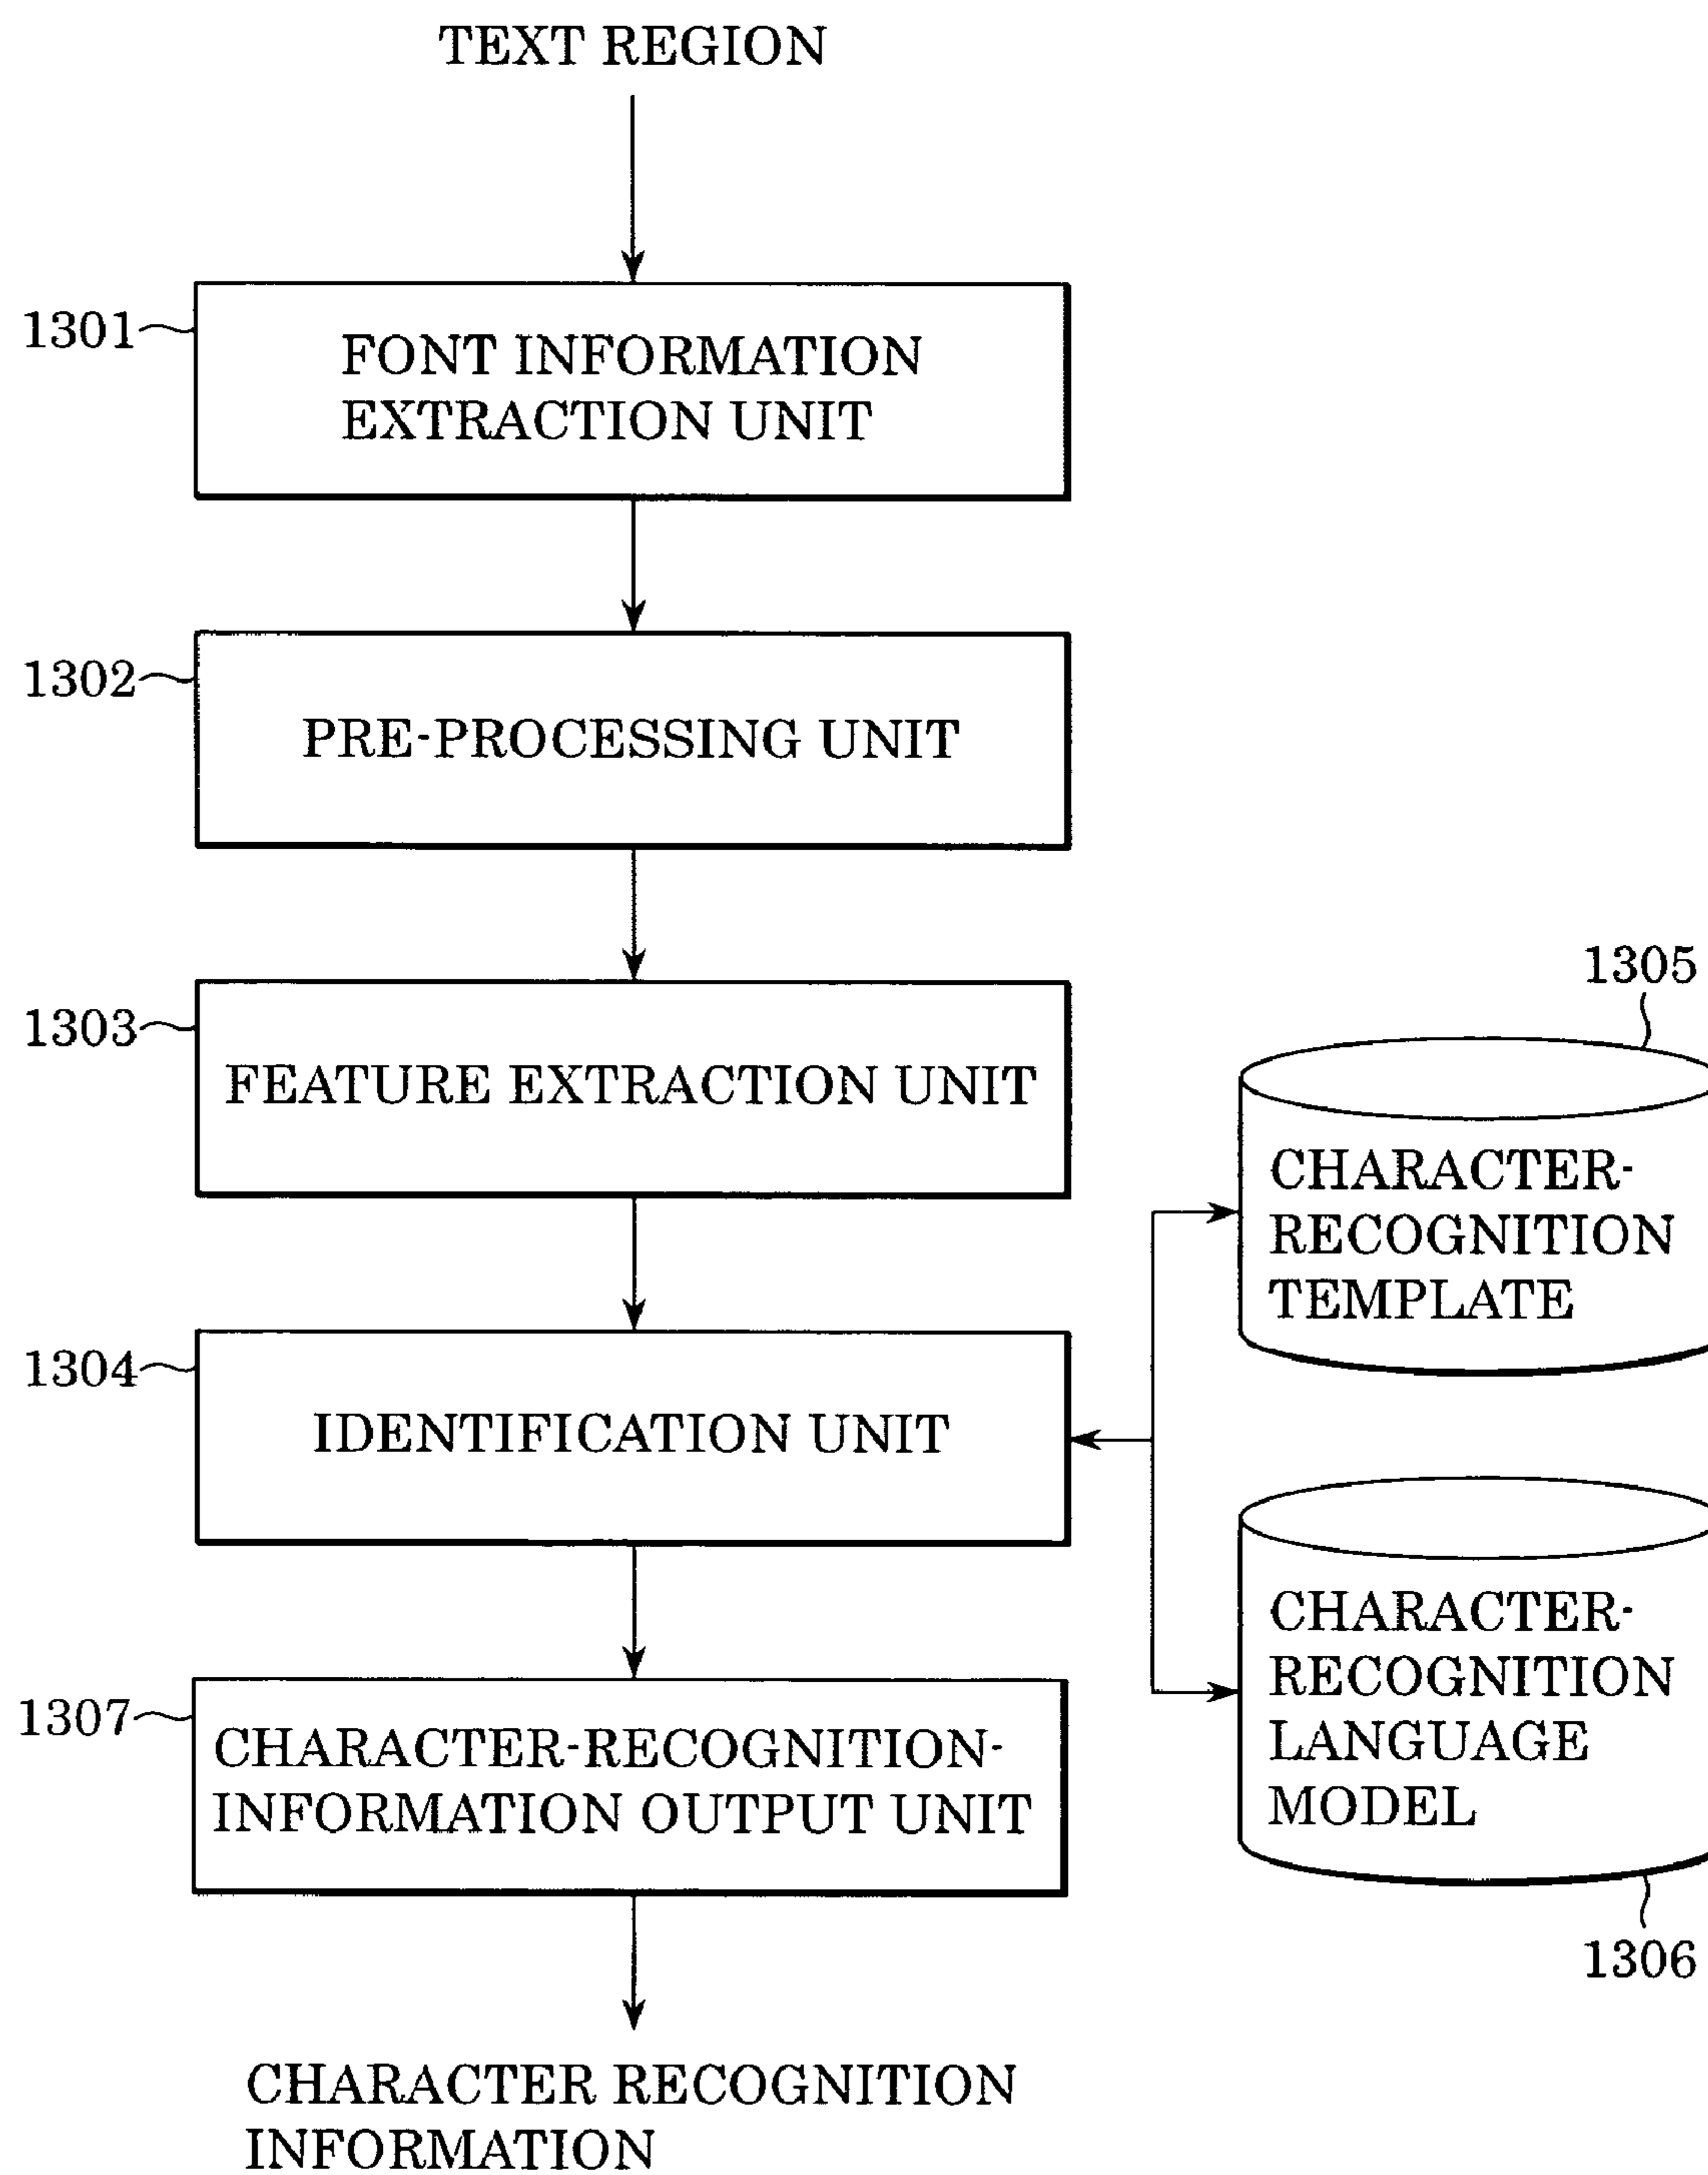 TEXT REGION
1301
FONT INFORMATION
EXTRACTION UNIT
1302
PRE-PROCESSING UNIT
1303
FEATURE EXTRACTION UNIT
1305
CHARACTER-
RECOGNITION
TEMPLATE
1304
IDENTIFICATION UNIT
CHARACTER-
RECOGNITION
LANGUAGE
MODEL
1306
1307
CHARACTER-RECOGNITION-
INFORMATION OUTPUT UNIT
CHARACTER RECOGNITION
INFORMATION